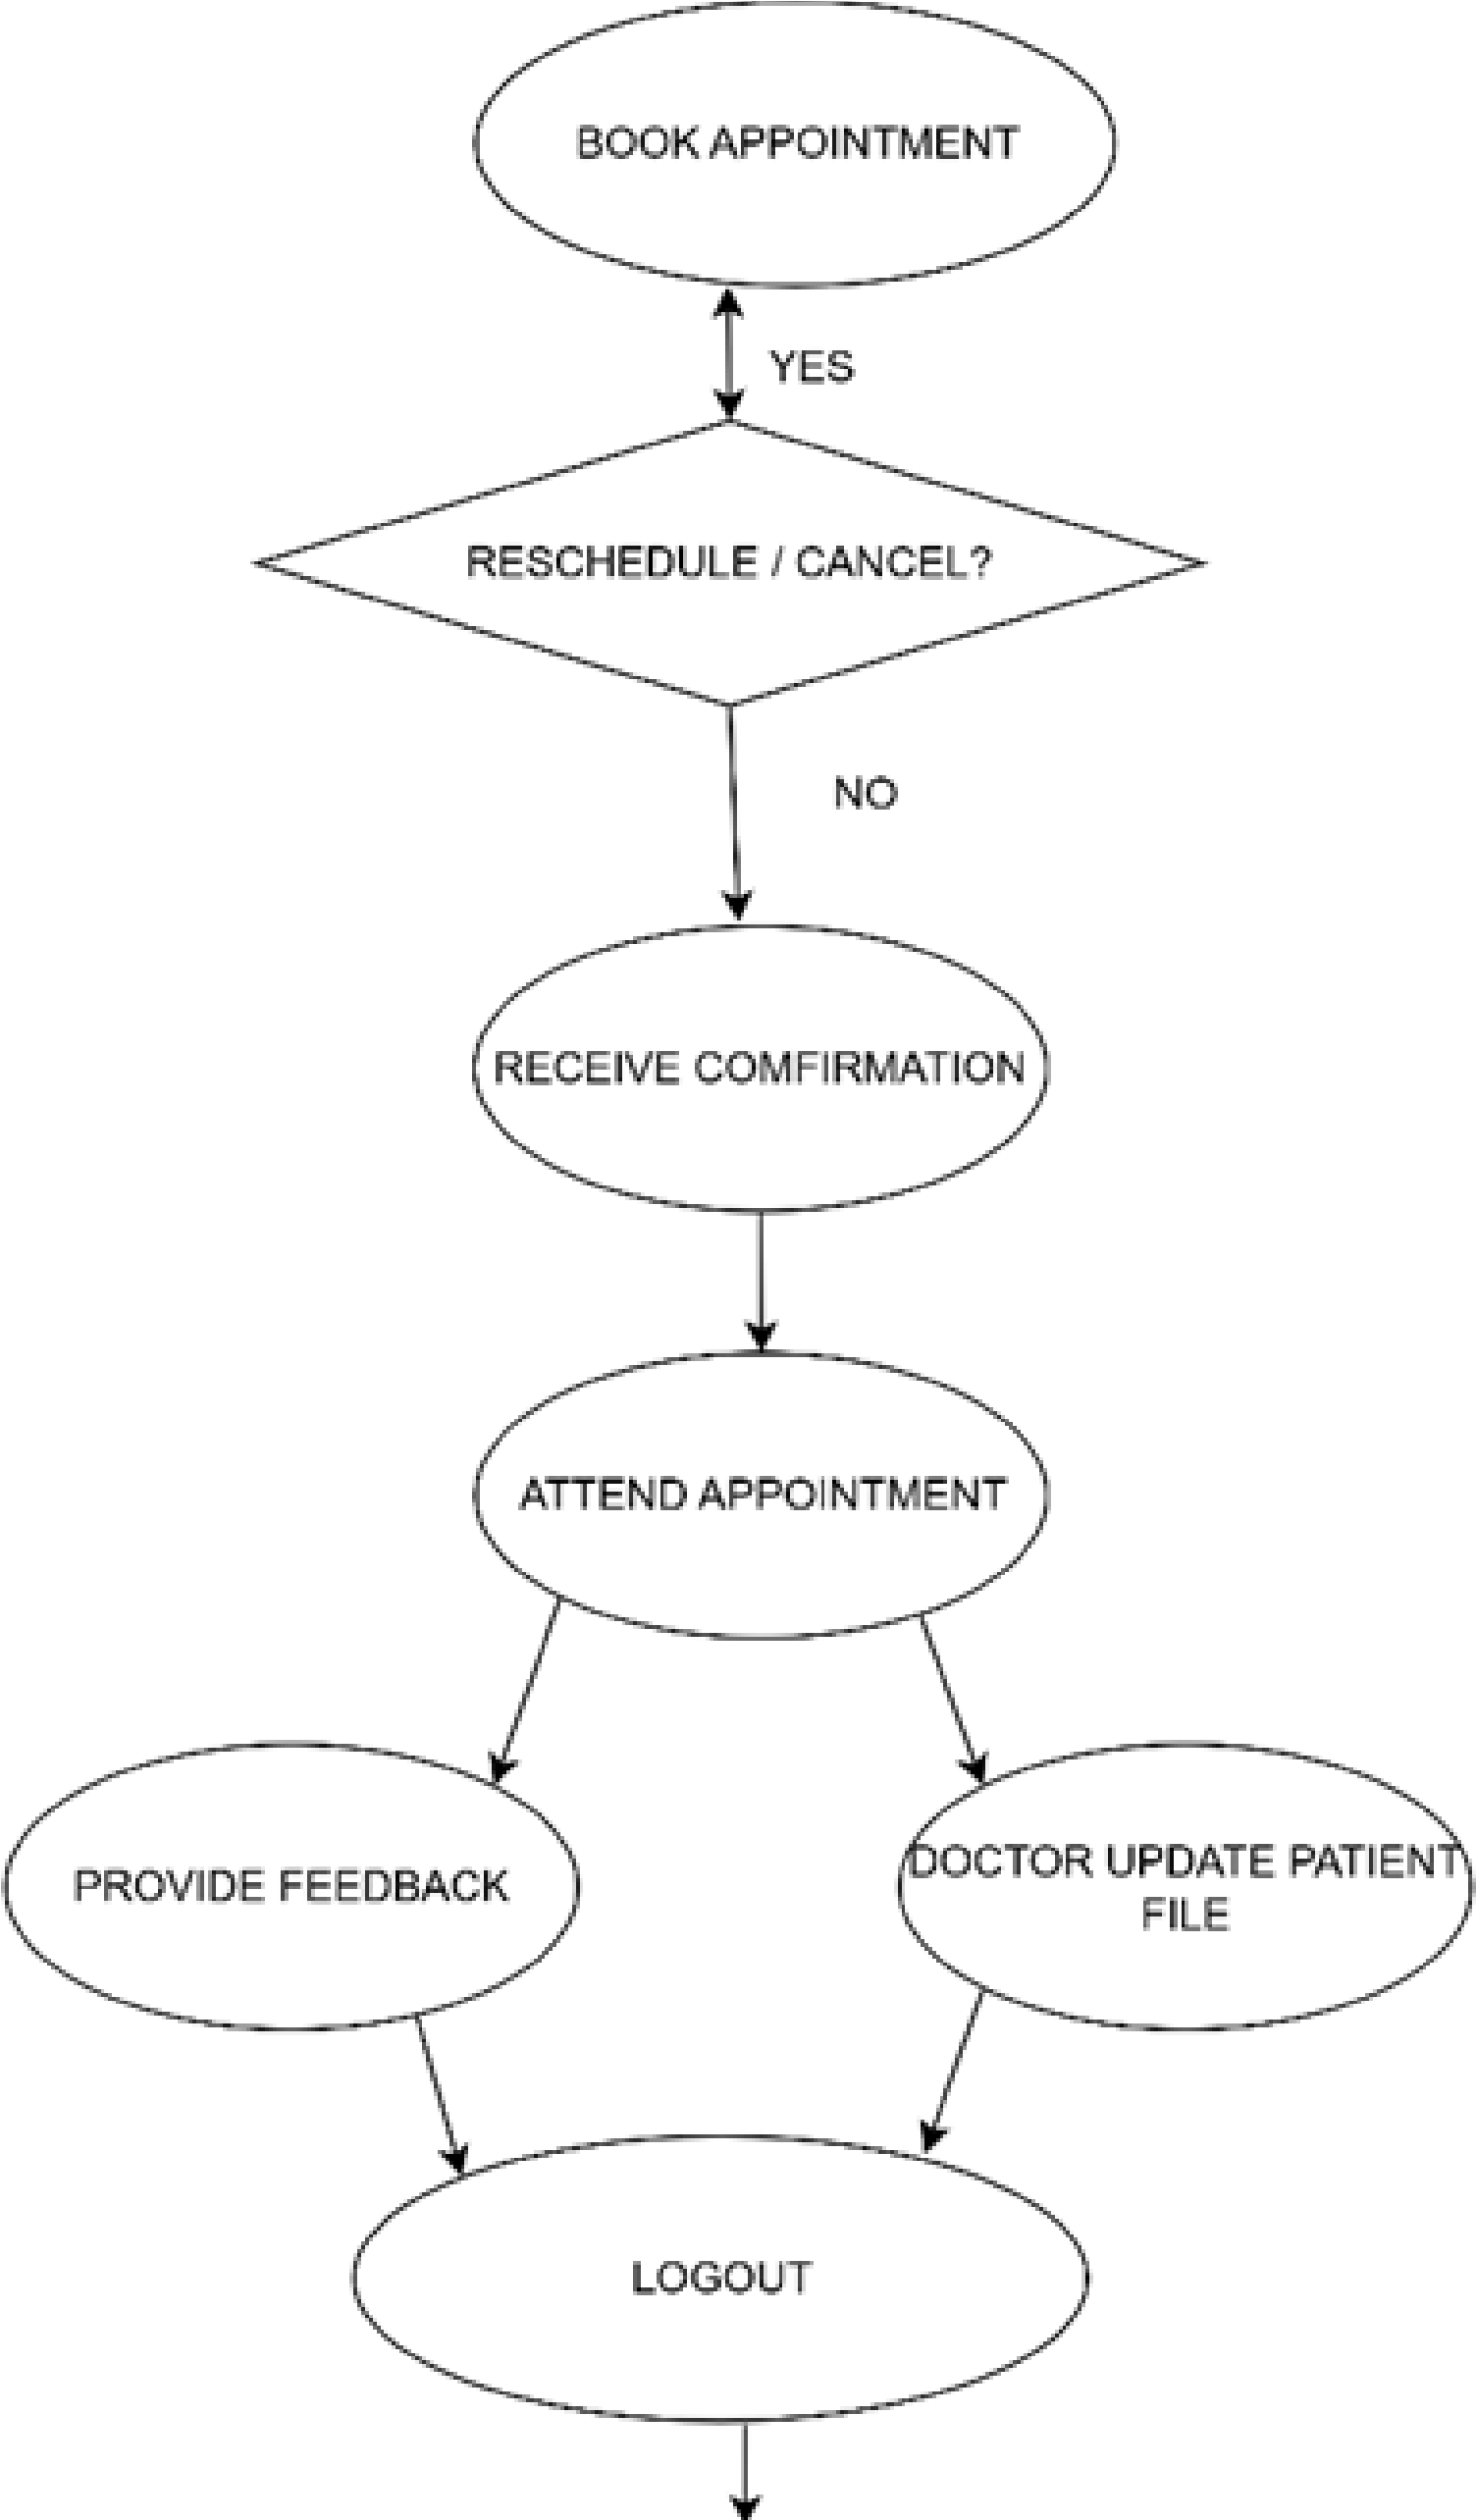 BOOK APPOINTMENT
YES
RESCHEDULE / CANCEL?
NO
RECEIVE COMFIRMATION
ATTEND APPOINTMENT
PROVIDE FEEDBACK
DOCTOR UPDATE PATIENT
FILE
LOGOUT